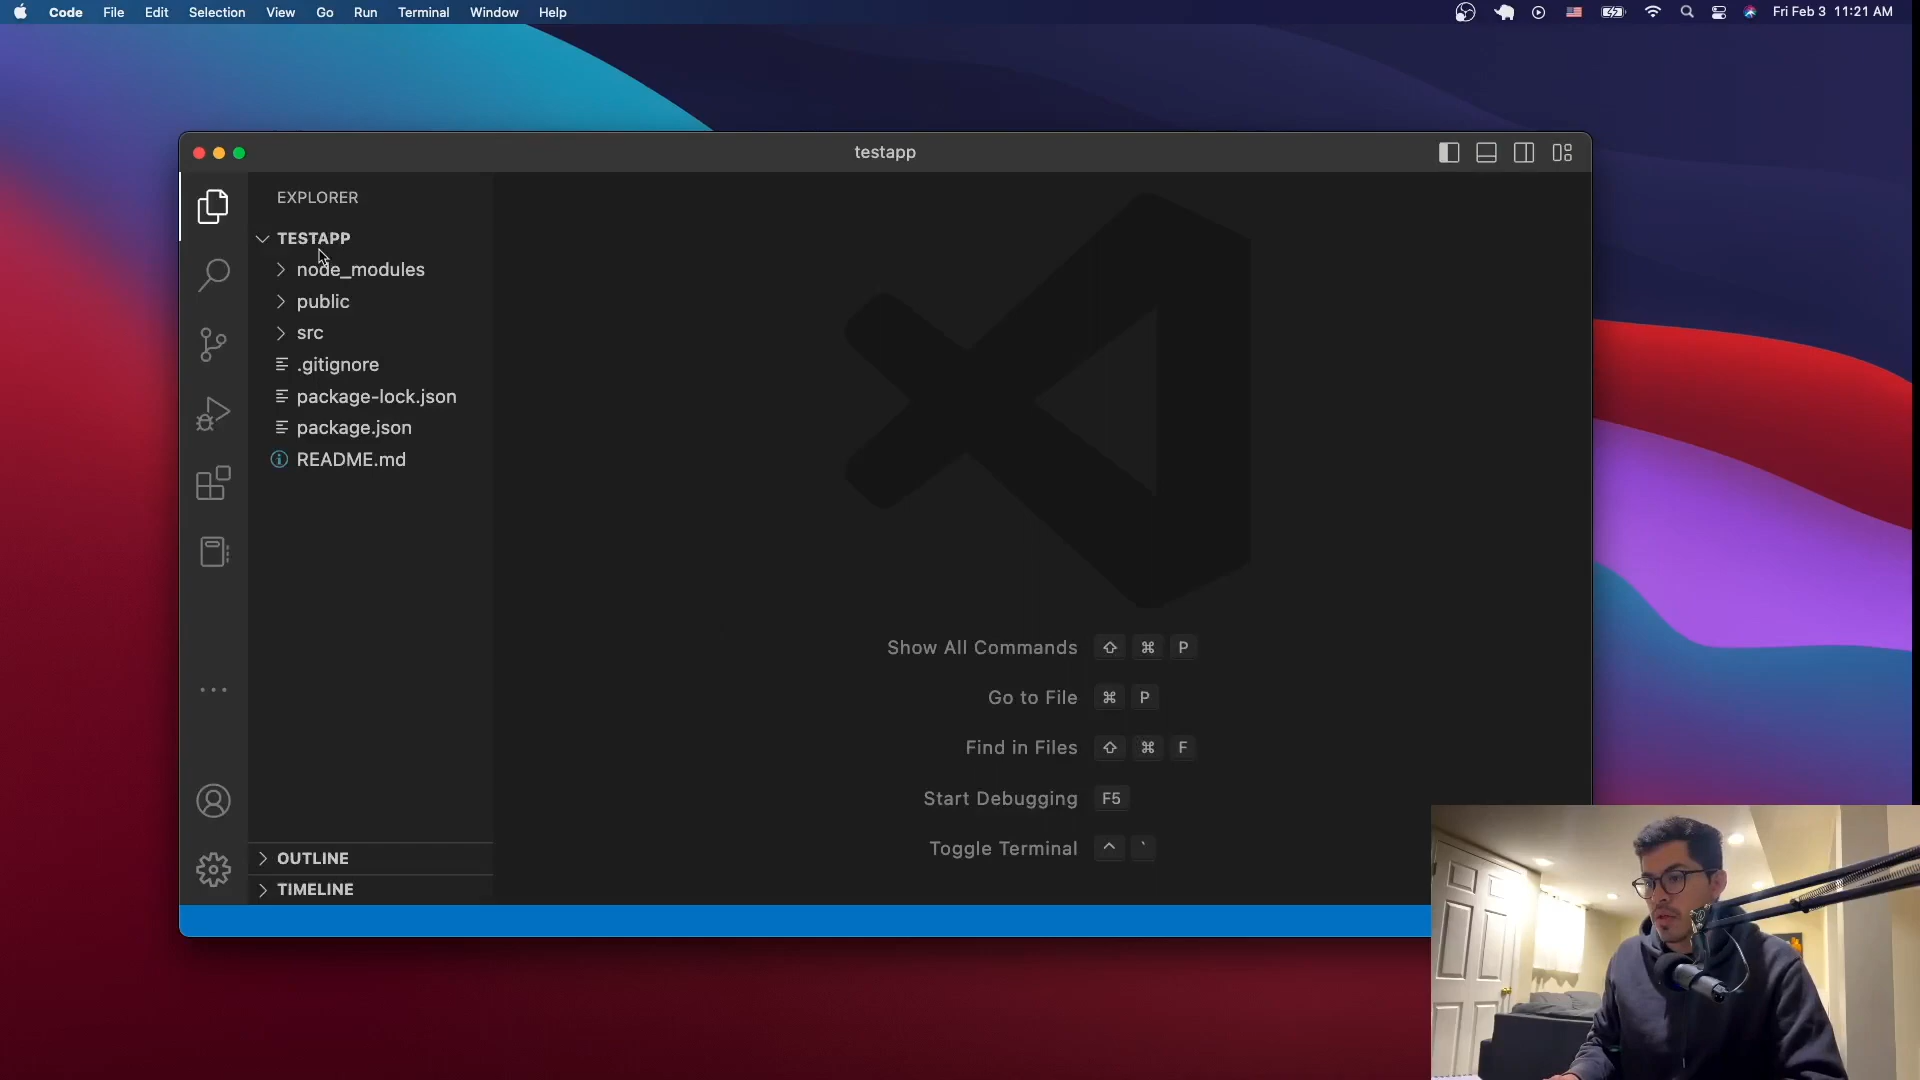 Code File Edit Selection View Go Run Terminal Window Help Fri Feb 3 11:21 AM
testapp
EXPLORER
TESTAPP
node_modules
public
src
.gitignore
package-lock.json
package.json
README.md
Show All Commands ⇧ ⌘ P
Go to File ⌘ P
Find in Files ⇧ ⌘ F
Start Debugging F5
Toggle Terminal ^ `
OUTLINE
TIMELINE